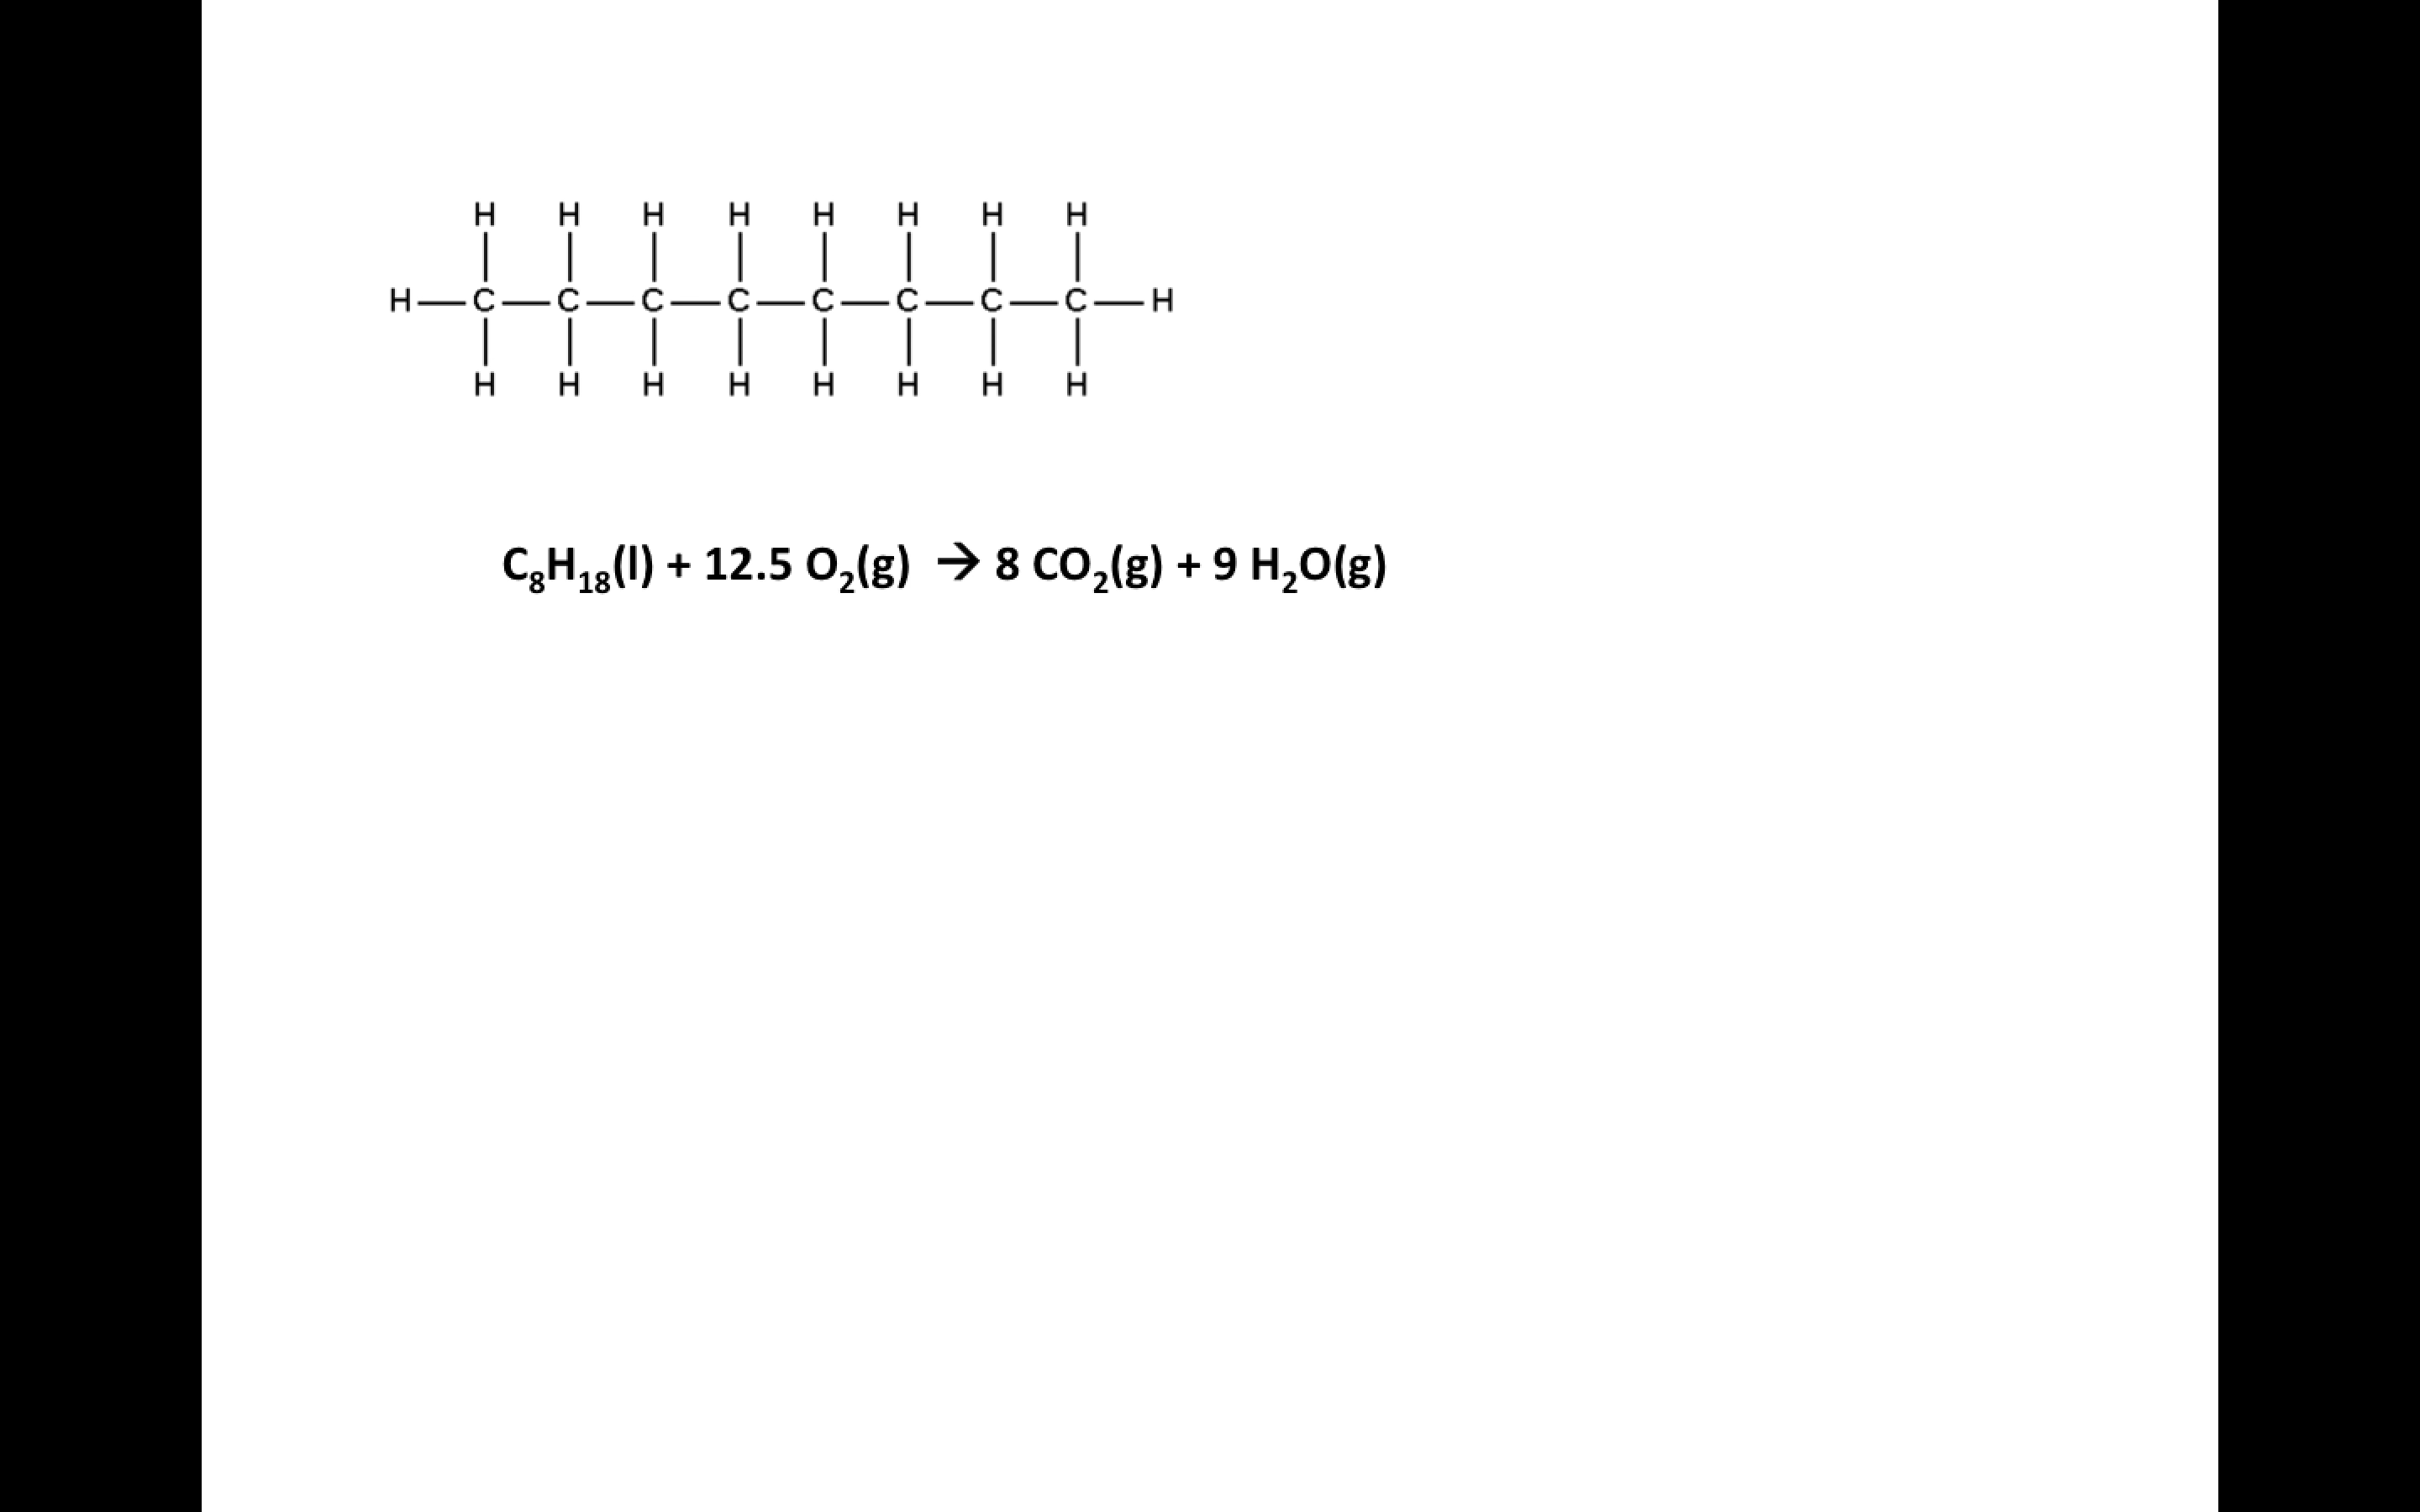 H H H H H H H H
H C C C C C C C C H
H H H H H H H H
C₈H₁₈(l) + 12.5 O₂(g) → 8 CO₂(g) + 9 H₂O(g)